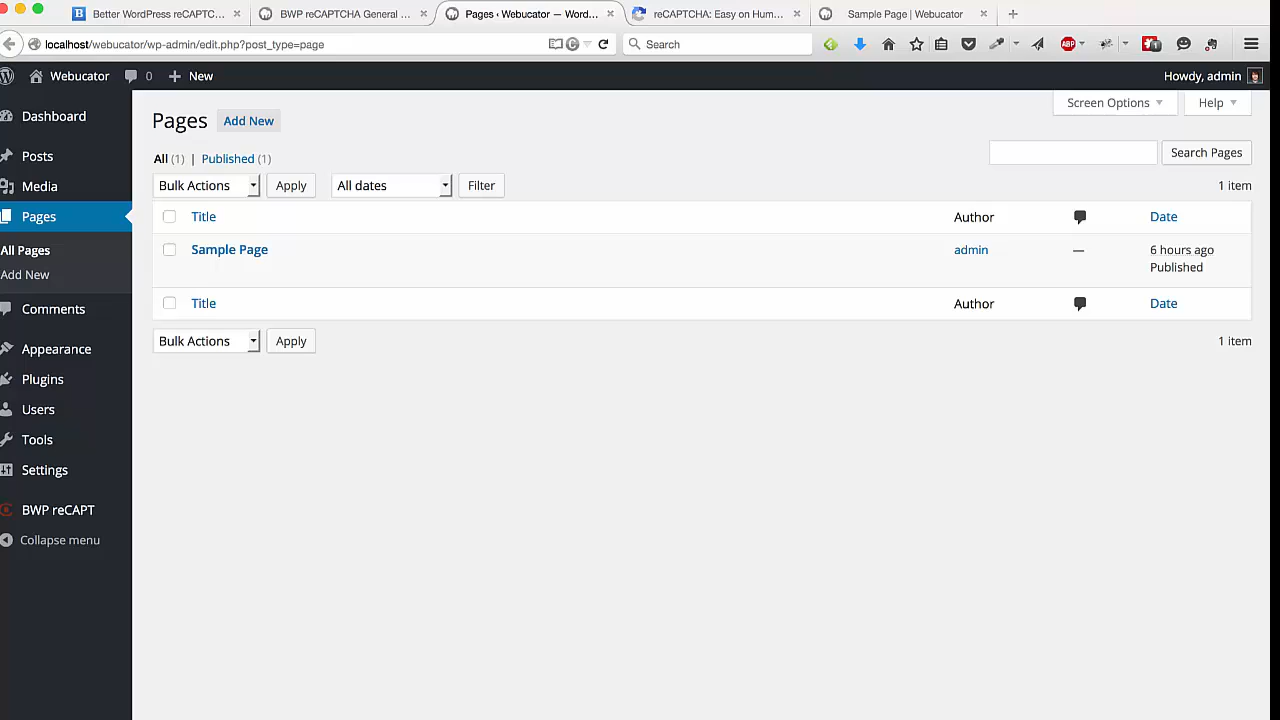 Better WordPress reCAPTC...
BWP reCAPTCHA General ...
Pages ‹ Webucator — Word...
reCAPTCHA: Easy on Hum...
Sample Page | Webucator
localhost/webucator/wp-admin/edit.php?post_type=page
Search
ABP
1
Webucator 0 New
Howdy, admin
Dashboard
Posts
Media
Pages
All Pages
Add New
Comments
Appearance
Plugins
Users
Tools
Settings
BWP reCAPT
Collapse menu
Screen Options
Help
Pages Add New
All (1) | Published (1)
Search Pages
Bulk Actions Apply All dates Filter
1 item
Title Author Date
Sample Page admin — 6 hours ago
Published
Title Author Date
Bulk Actions Apply
1 item